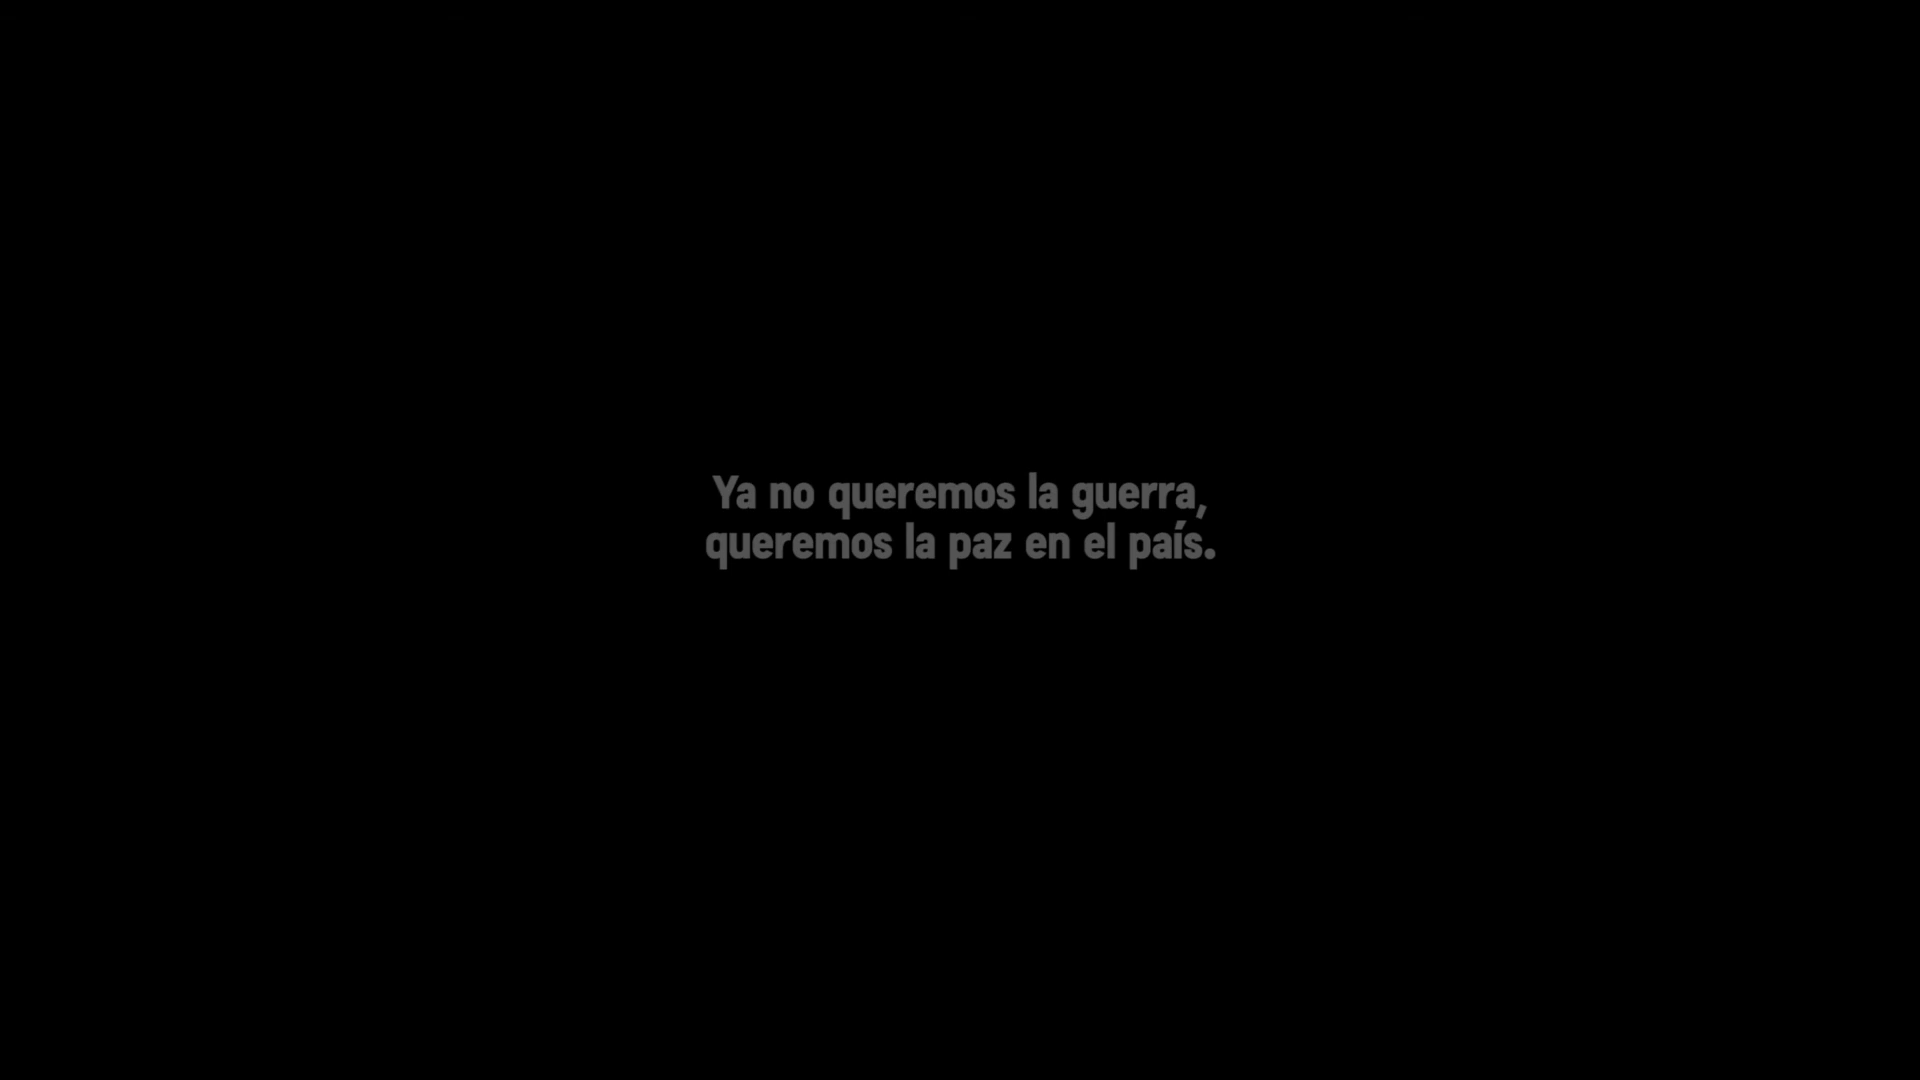 Ya no queremos la guerra,
queremos la paz en el país.